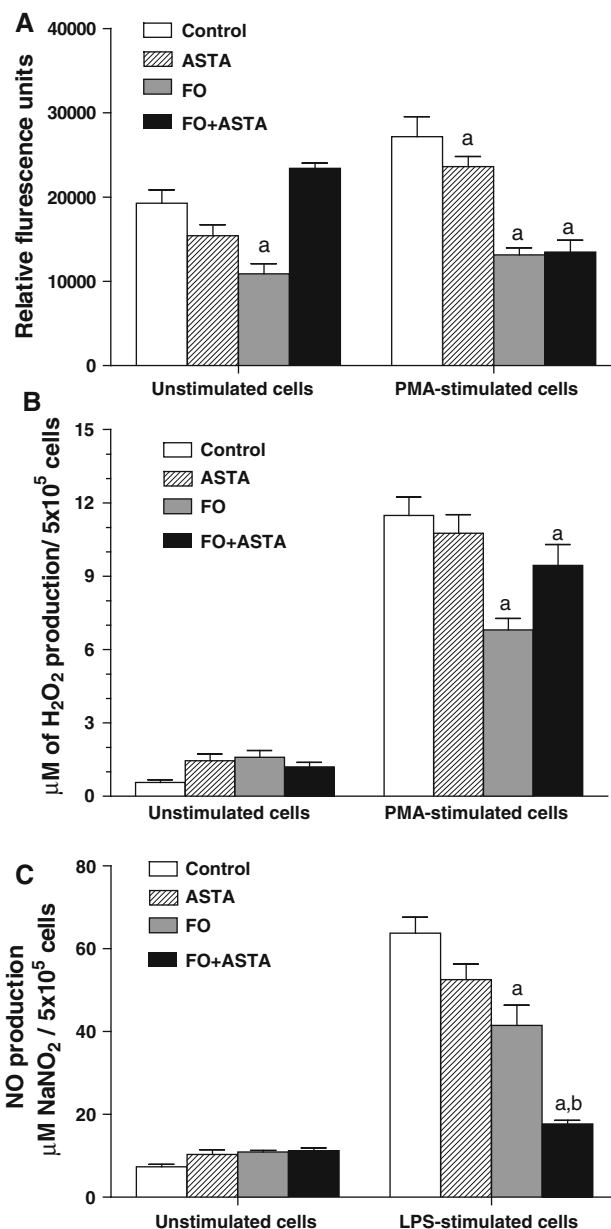 A
Control
ASTA
FO
FO+ASTA
Relative flurescence units
40000
30000
20000
10000
0
a
a
a
a
Unstimulated cells
PMA-stimulated cells
B
Control
ASTA
FO
FO+ASTA
μM of H₂O₂ production/ 5x10⁵ cells
15
12
9
6
3
0
a
a
Unstimulated cells
PMA-stimulated cells
C
Control
ASTA
FO
FO+ASTA
NO production
μM NaNO₂ / 5x10⁵ cells
80
60
40
20
0
a
a,b
Unstimulated cells
LPS-stimulated cells